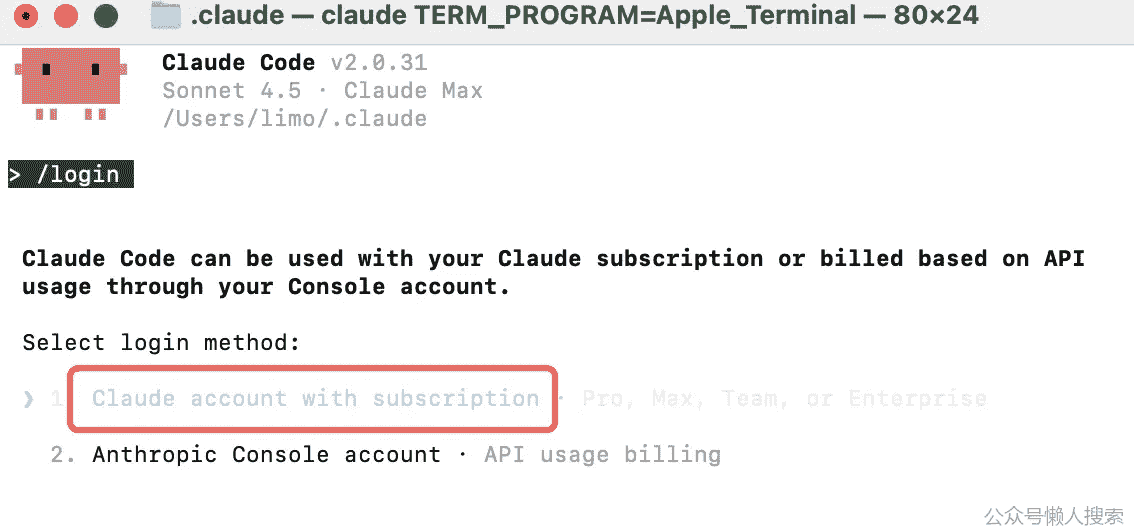 .claude — claude TERM_PROGRAM=Apple_Terminal — 80×24
Claude Code v2.0.31
Sonnet 4.5 · Claude Max
/Users/limo/.claude
> /login
Claude Code can be used with your Claude subscription or billed based on API
usage through your Console account.
Select login method:
❯ 1 Claude account with subscription · Pro, Max, Team, or Enterprise
2. Anthropic Console account · API usage billing
公众号懒人搜索